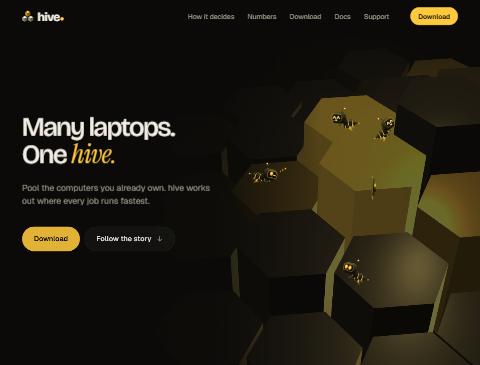 hive.
How it decides
Numbers
Download
Docs
Support
Download
Many laptops.
One hive.
Pool the computers you already own. hive works
out where every job runs fastest.
Download
Follow the story ↓